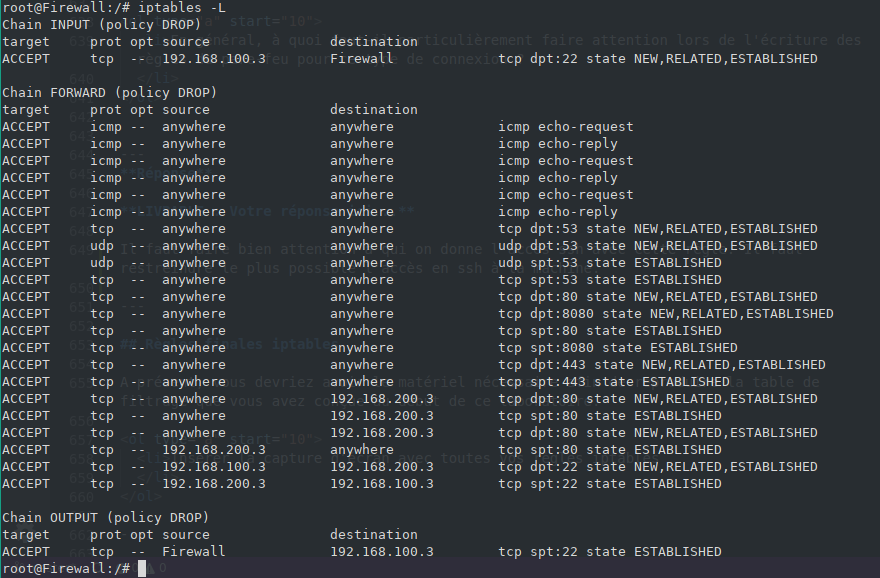 root@Firewall:/# iptables -L
Chain INPUT (policy DROP)
target     prot opt source               destination
ACCEPT     tcp  --  192.168.100.3        Firewall             tcp dpt:22 state NEW,RELATED,ESTABLISHED

Chain FORWARD (policy DROP)
target     prot opt source               destination
ACCEPT     icmp --  anywhere             anywhere             icmp echo-request
ACCEPT     icmp --  anywhere             anywhere             icmp echo-reply
ACCEPT     icmp --  anywhere             anywhere             icmp echo-request
ACCEPT     icmp --  anywhere             anywhere             icmp echo-reply
ACCEPT     icmp --  anywhere             anywhere             icmp echo-request
ACCEPT     icmp --  anywhere             anywhere             icmp echo-reply
ACCEPT     tcp  --  anywhere             anywhere             tcp dpt:53 state NEW,RELATED,ESTABLISHED
ACCEPT     udp  --  anywhere             anywhere             udp dpt:53 state NEW,RELATED,ESTABLISHED
ACCEPT     udp  --  anywhere             anywhere             udp spt:53 state ESTABLISHED
ACCEPT     tcp  --  anywhere             anywhere             tcp spt:53 state ESTABLISHED
ACCEPT     tcp  --  anywhere             anywhere             tcp dpt:80 state NEW,RELATED,ESTABLISHED
ACCEPT     tcp  --  anywhere             anywhere             tcp dpt:8080 state NEW,RELATED,ESTABLISHED
ACCEPT     tcp  --  anywhere             anywhere             tcp spt:80 state ESTABLISHED
ACCEPT     tcp  --  anywhere             anywhere             tcp spt:8080 state ESTABLISHED
ACCEPT     tcp  --  anywhere             anywhere             tcp dpt:443 state NEW,RELATED,ESTABLISHED
ACCEPT     tcp  --  anywhere             anywhere             tcp spt:443 state ESTABLISHED
ACCEPT     tcp  --  anywhere             192.168.200.3        tcp dpt:80 state NEW,RELATED,ESTABLISHED
ACCEPT     tcp  --  anywhere             192.168.200.3        tcp spt:80 state ESTABLISHED
ACCEPT     tcp  --  anywhere             192.168.200.3        tcp dpt:80 state NEW,RELATED,ESTABLISHED
ACCEPT     tcp  --  192.168.200.3        anywhere             tcp spt:80 state ESTABLISHED
ACCEPT     tcp  --  192.168.100.3        192.168.200.3        tcp dpt:22 state NEW,RELATED,ESTABLISHED
ACCEPT     tcp  --  192.168.200.3        192.168.100.3        tcp spt:22 state ESTABLISHED

Chain OUTPUT (policy DROP)
target     prot opt source               destination
ACCEPT     tcp  --  Firewall             192.168.100.3        tcp spt:22 state ESTABLISHED
root@Firewall:/#